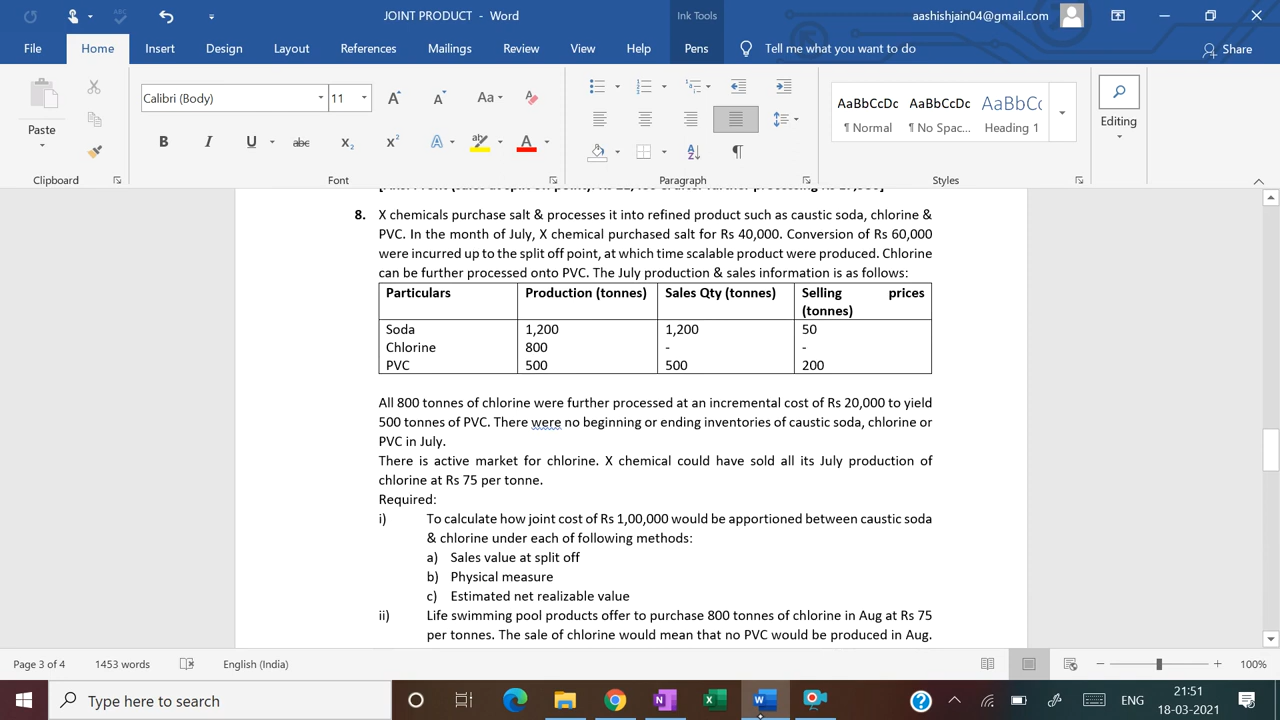 JOINT PRODUCT - Word
Ink Tools
aashishjain04@gmail.com
File Home Insert Design Layout References Mailings Review View Help Pens Tell me what you want to do Share
Calibri (Body) 11
Paste
Editing
AaBbCcDc AaBbCcDc AaBbCc
¶ Normal ¶ No Spac... Heading 1
Clipboard Font Paragraph Styles
8. X chemicals purchase salt & processes it into refined product such as caustic soda, chlorine &
PVC. In the month of July, X chemical purchased salt for Rs 40,000. Conversion of Rs 60,000
were incurred up to the split off point, at which time scalable product were produced. Chlorine
can be further processed onto PVC. The July production & sales information is as follows:
Particulars Production (tonnes) Sales Qty (tonnes) Selling prices
(tonnes)
Soda 1,200 1,200 50
Chlorine 800 - -
PVC 500 500 200
All 800 tonnes of chlorine were further processed at an incremental cost of Rs 20,000 to yield
500 tonnes of PVC. There were no beginning or ending inventories of caustic soda, chlorine or
PVC in July.
There is active market for chlorine. X chemical could have sold all its July production of
chlorine at Rs 75 per tonne.
Required:
i) To calculate how joint cost of Rs 1,00,000 would be apportioned between caustic soda
& chlorine under each of following methods:
a) Sales value at split off
b) Physical measure
c) Estimated net realizable value
ii) Life swimming pool products offer to purchase 800 tonnes of chlorine in Aug at Rs 75
per tonnes. The sale of chlorine would mean that no PVC would be produced in Aug.
Page 3 of 4 1453 words English (India) 100%
Type here to search
ENG
21:51
18-03-2021